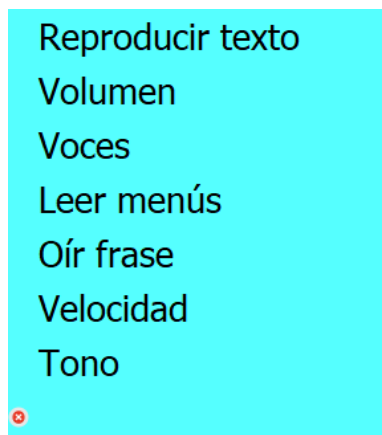 Reproducir texto
Volumen
Voces
Leer menús
Oír frase
Velocidad
Tono